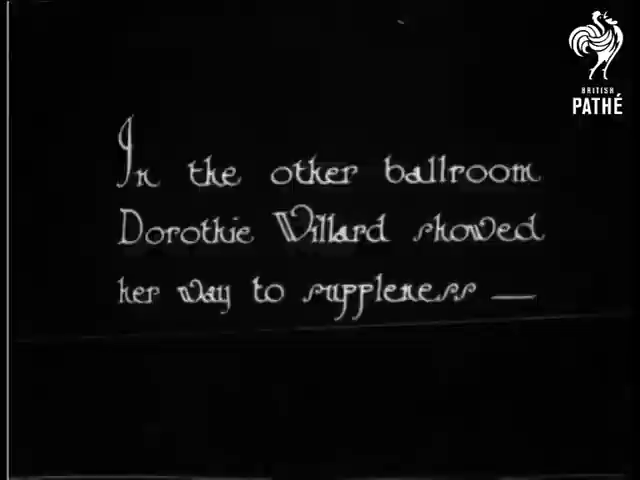 BRITISH
PATHÉ
In the other ballroom
Dorothie Willard showed
her way to suppleness —